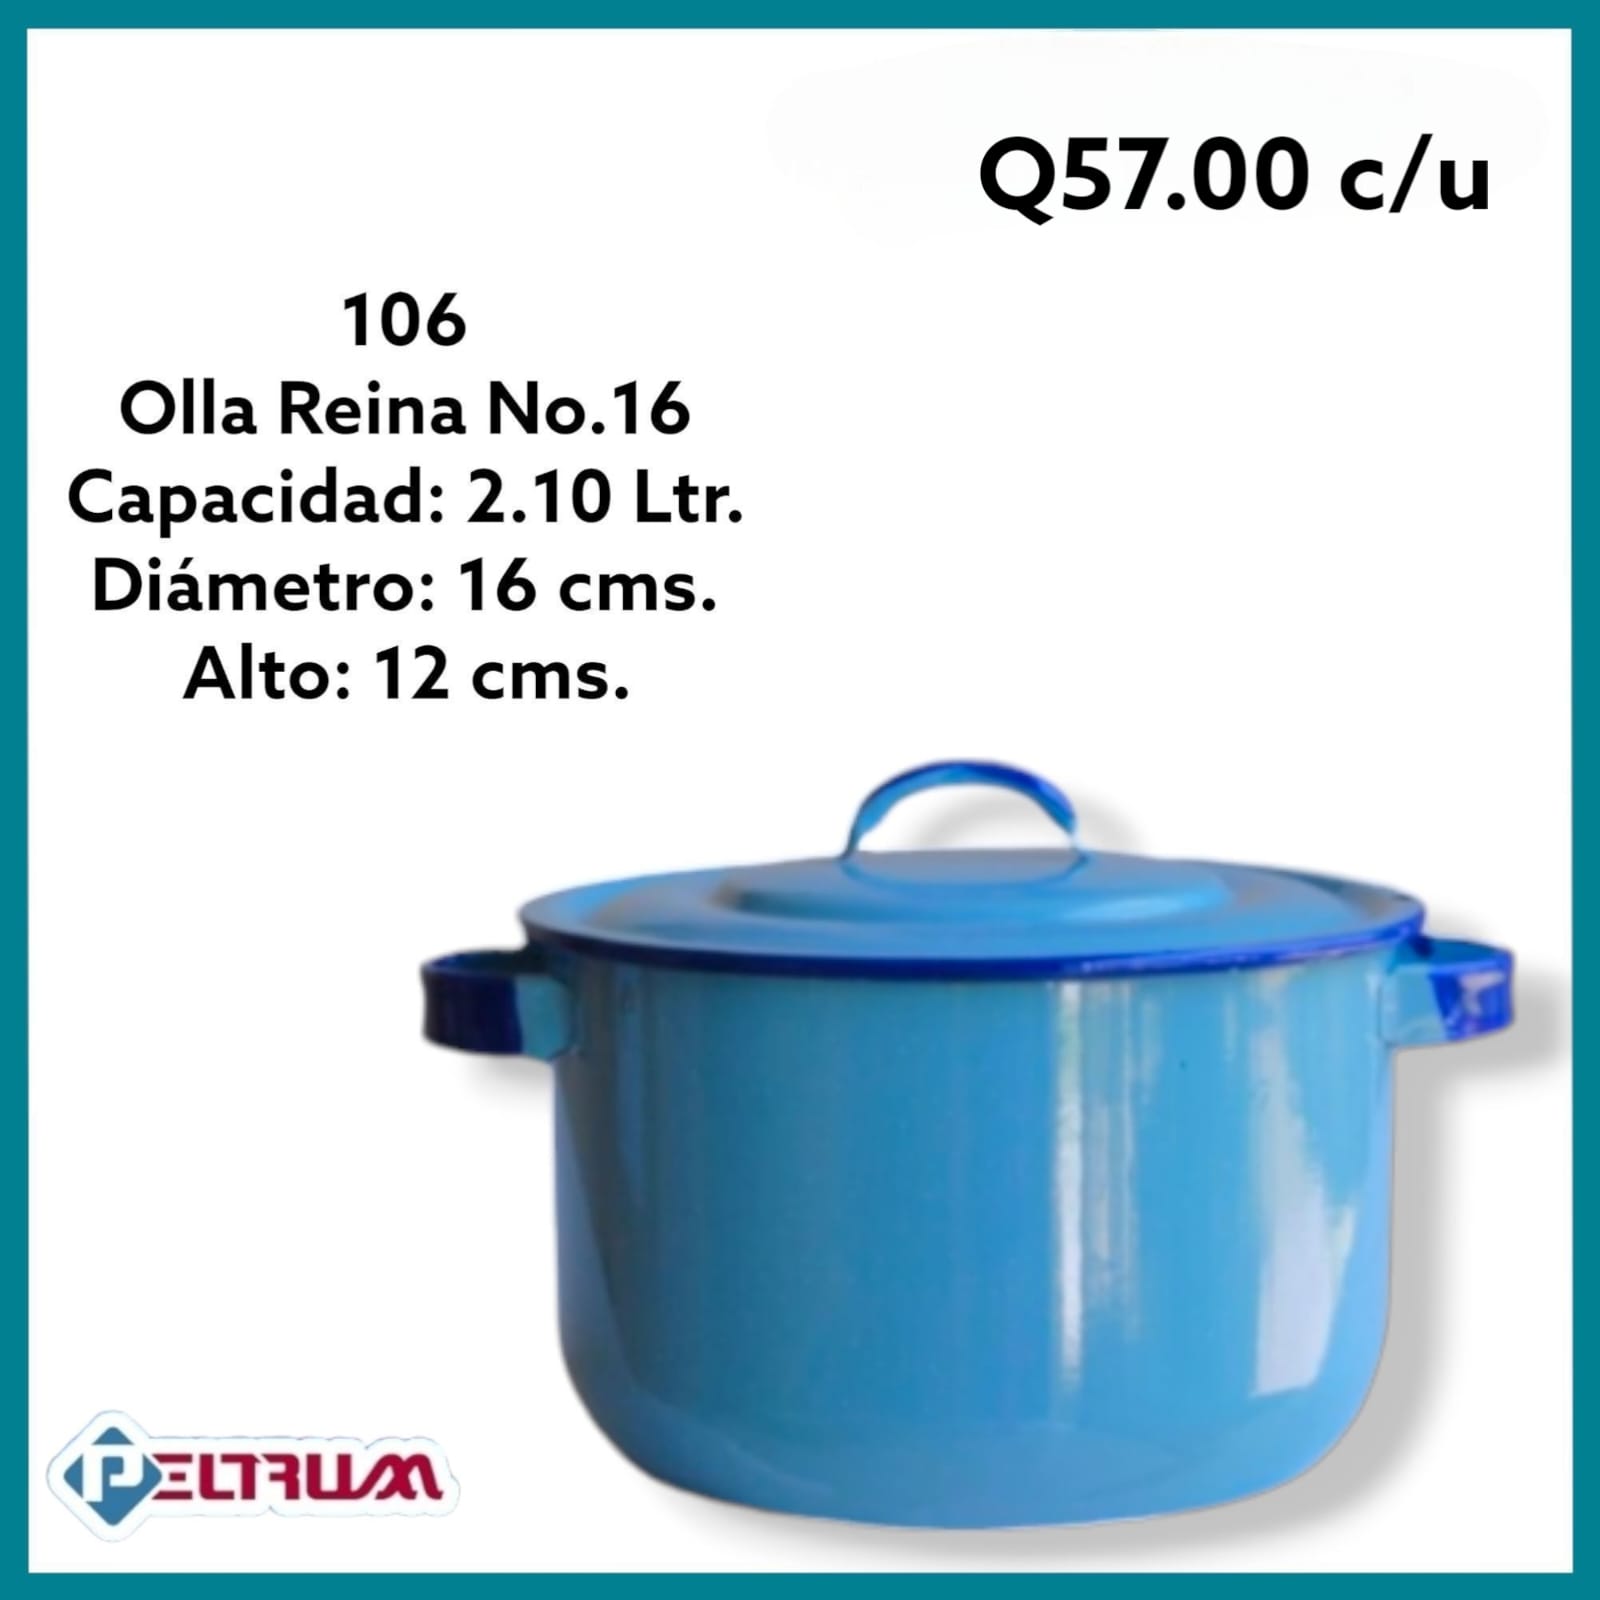 Q57.00 c/u
106
Olla Reina No.16
Capacidad: 2.10 Ltr.
Diámetro: 16 cms.
Alto: 12 cms.
PELTRUM